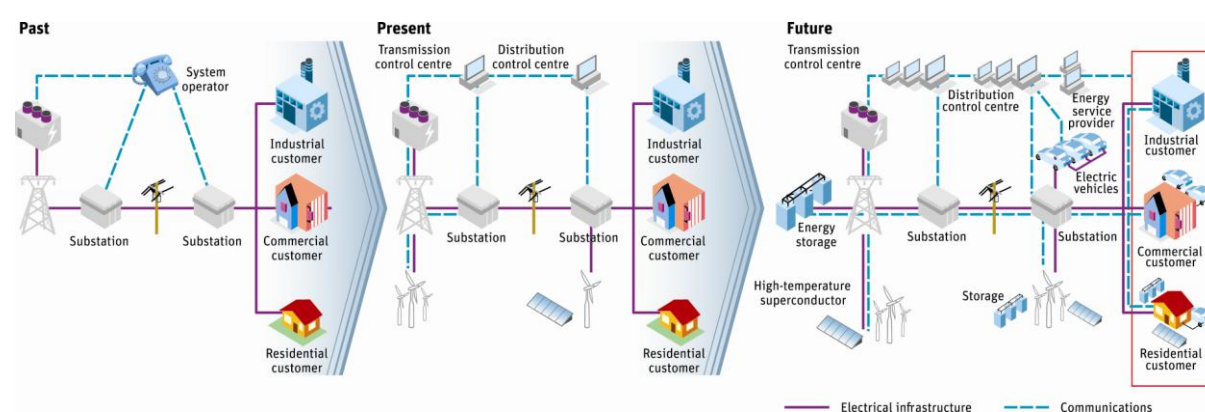 Past
System
operator
Substation
Substation
Industrial
customer
Commercial
customer
Residential
customer
Present
Transmission
control centre
Distribution
control centre
Substation
Substation
Industrial
customer
Commercial
customer
Residential
customer
Future
Transmission
control centre
Distribution
control centre
Energy
service
provider
Electric
vehicles
Energy
storage
Substation
Substation
High-temperature
superconductor
Storage
Industrial
customer
Commercial
customer
Residential
customer
Electrical infrastructure
Communications